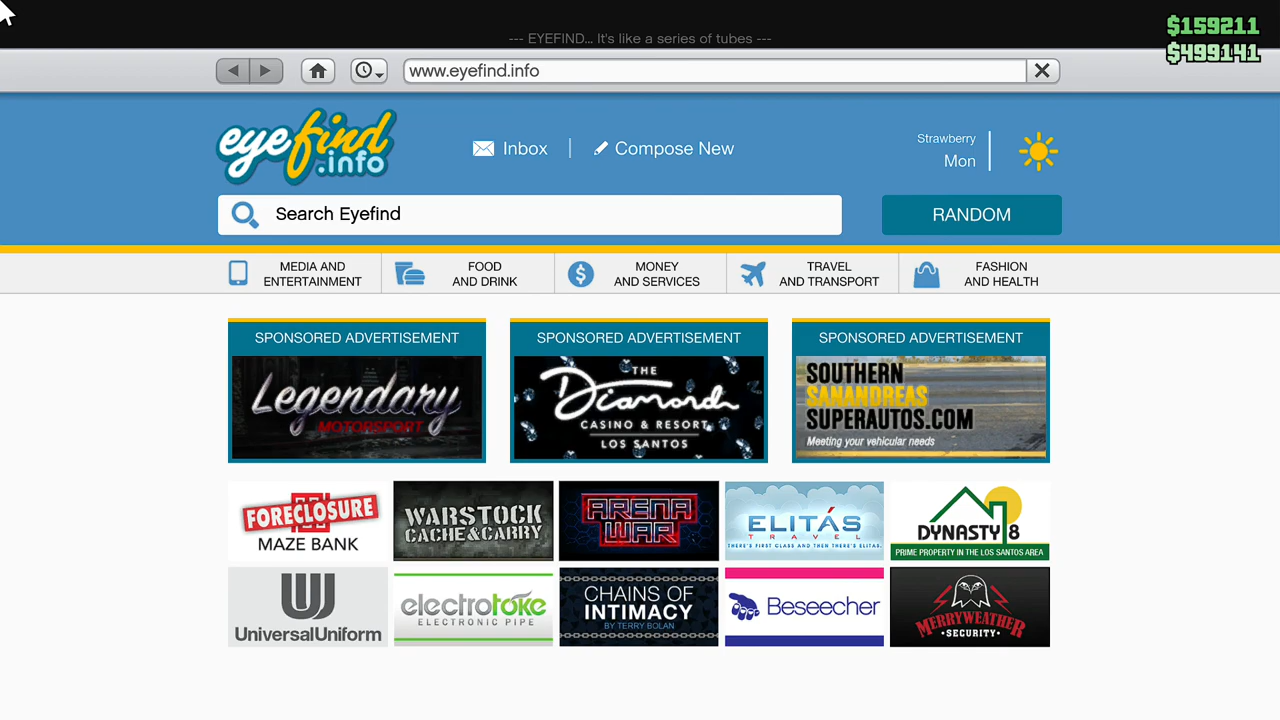 $159211
--- EYEFIND... It's like a series of tubes ---
$499141
www.eyefind.info
eyefind
.info
Inbox
Compose New
Strawberry
Mon
Search Eyefind
RANDOM
MEDIA AND
ENTERTAINMENT
FOOD
AND DRINK
MONEY
AND SERVICES
TRAVEL
AND TRANSPORT
FASHION
AND HEALTH
SPONSORED ADVERTISEMENT
Legendary
MOTORSPORT
SPONSORED ADVERTISEMENT
THE
Diamond
CASINO & RESORT
LOS SANTOS
SPONSORED ADVERTISEMENT
SOUTHERN
SANANDREAS
SUPERAUTOS.COM
Meeting your vehicular needs
FORECLOSURE
MAZE BANK
WARSTOCK
CACHE&CARRY
ARENA
WAR
ELITÁS
TRAVEL
THERE'S FIRST CLASS AND THEN THERE'S ELITAS.
DYNASTY 8
PRIME PROPERTY IN THE LOS SANTOS AREA
UniversalUniform
electrotoke
ELECTRONIC PIPE
CHAINS OF
INTIMACY
BY TERRY BOLAN
Beseecher
MERRYWEATHER
SECURITY